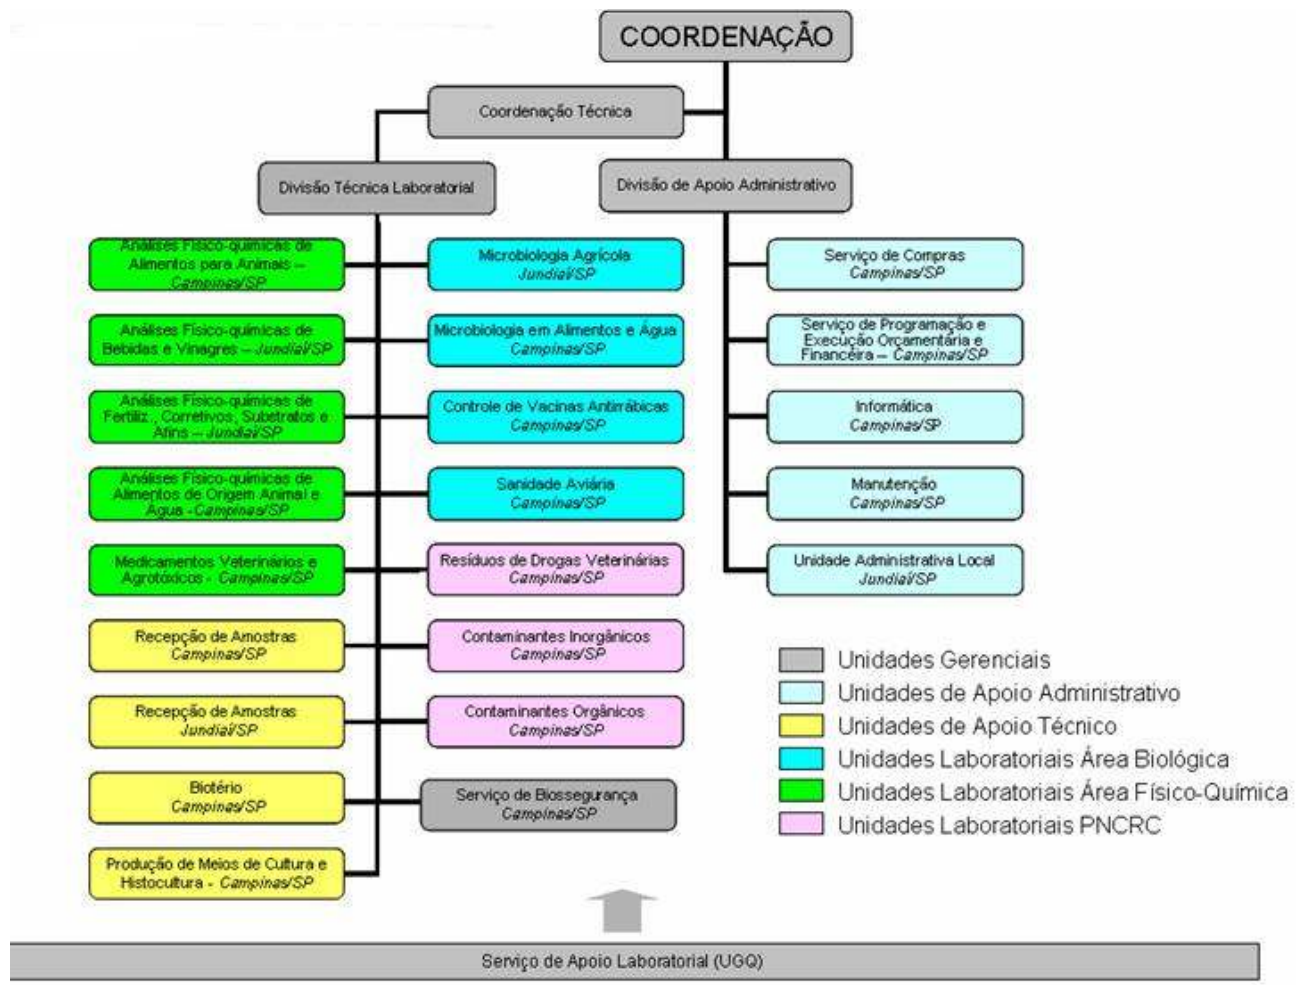 COORDENAÇÃO
Coordenação Técnica
Divisão Técnica Laboratorial
Divisão de Apoio Administrativo
Análises Físico-químicas de
Alimentos para Animais –
Campinas/SP
Microbiologia Agrícola
Jundiaí/SP
Serviço de Compras
Campinas/SP
Análises Físico-químicas de
Bebidas e Vinagres – Jundiaí/SP
Microbiologia em Alimentos e Água
Campinas/SP
Serviço de Programação e
Execução Orçamentária e
Financeira – Campinas/SP
Análises Físico-químicas de
Fertiliz., Corretivos, Substratos e
Afins – Jundiaí/SP
Controle de Vacinas Antirrábicas
Campinas/SP
Informática
Campinas/SP
Análises Físico-químicas de
Alimentos de Origem Animal e
Água -Campinas/SP
Sanidade Aviária
Campinas/SP
Manutenção
Campinas/SP
Medicamentos Veterinários e
Agrotóxicos - Campinas/SP
Resíduos de Drogas Veterinárias
Campinas/SP
Unidade Administrativa Local
Jundiaí/SP
Recepção de Amostras
Campinas/SP
Contaminantes Inorgânicos
Campinas/SP
Recepção de Amostras
Jundiaí/SP
Contaminantes Orgânicos
Campinas/SP
Biotério
Campinas/SP
Serviço de Biossegurança
Campinas/SP
Produção de Meios de Cultura e
Histocultura - Campinas/SP
Unidades Gerenciais
Unidades de Apoio Administrativo
Unidades de Apoio Técnico
Unidades Laboratoriais Área Biológica
Unidades Laboratoriais Área Físico-Química
Unidades Laboratoriais PNCRC
Serviço de Apoio Laboratorial (UGQ)